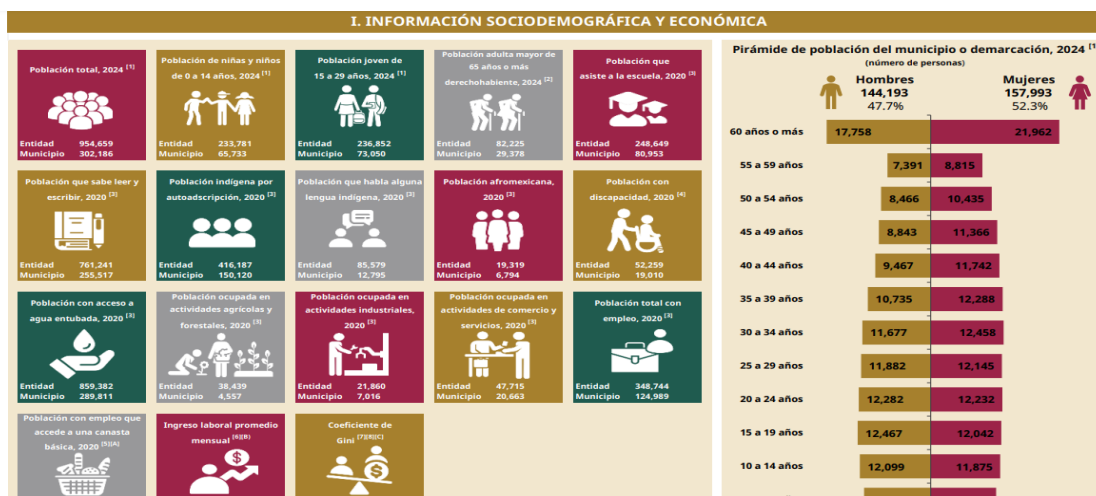 I. INFORMACIÓN SOCIODEMOGRÁFICA Y ECONÓMICA
Población total, 2024 [1]
Entidad 954,659
Municipio 302,186
Población de niñas y niños
de 0 a 14 años, 2024 [1]
Entidad 233,781
Municipio 65,733
Población joven de
15 a 29 años, 2024 [1]
Entidad 236,852
Municipio 73,050
Población adulta mayor de
65 años o más
derechohabiente, 2024 [2]
Entidad 82,225
Municipio 29,378
Población que
asiste a la escuela, 2020 [3]
Entidad 248,649
Municipio 80,953
Población que sabe leer y
escribir, 2020 [3]
Entidad 761,241
Municipio 255,517
Población indígena por
autoadscripción, 2020 [3]
Entidad 416,187
Municipio 150,120
Población que habla alguna
lengua indígena, 2020 [3]
Entidad 85,579
Municipio 12,795
Población afromexicana,
2020 [3]
Entidad 19,319
Municipio 6,794
Población con
discapacidad, 2020 [4]
Entidad 52,259
Municipio 19,010
Población con acceso a
agua entubada, 2020 [3]
Entidad 859,382
Municipio 289,811
Población ocupada en
actividades agrícolas y
forestales, 2020 [3]
Entidad 38,439
Municipio 4,557
Población ocupada en
actividades industriales,
2020 [3]
Entidad 21,860
Municipio 7,016
Población ocupada en
actividades de comercio y
servicios, 2020 [3]
Entidad 47,715
Municipio 20,663
Población total con
empleo, 2020 [3]
Entidad 348,744
Municipio 124,989
Población con empleo que
accede a una canasta
básica, 2020 [5][A]
Ingreso laboral promedio
mensual [6][B]
Coeficiente de
Gini [7][8][C]
Pirámide de población del municipio o demarcación, 2024 [1]
(número de personas)
Hombres Mujeres
144,193 157,993
47.7% 52.3%
60 años o más 17,758 21,962
55 a 59 años 7,391 8,815
50 a 54 años 8,466 10,435
45 a 49 años 8,843 11,366
40 a 44 años 9,467 11,742
35 a 39 años 10,735 12,288
30 a 34 años 11,677 12,458
25 a 29 años 11,882 12,145
20 a 24 años 12,282 12,232
15 a 19 años 12,467 12,042
10 a 14 años 12,099 11,875